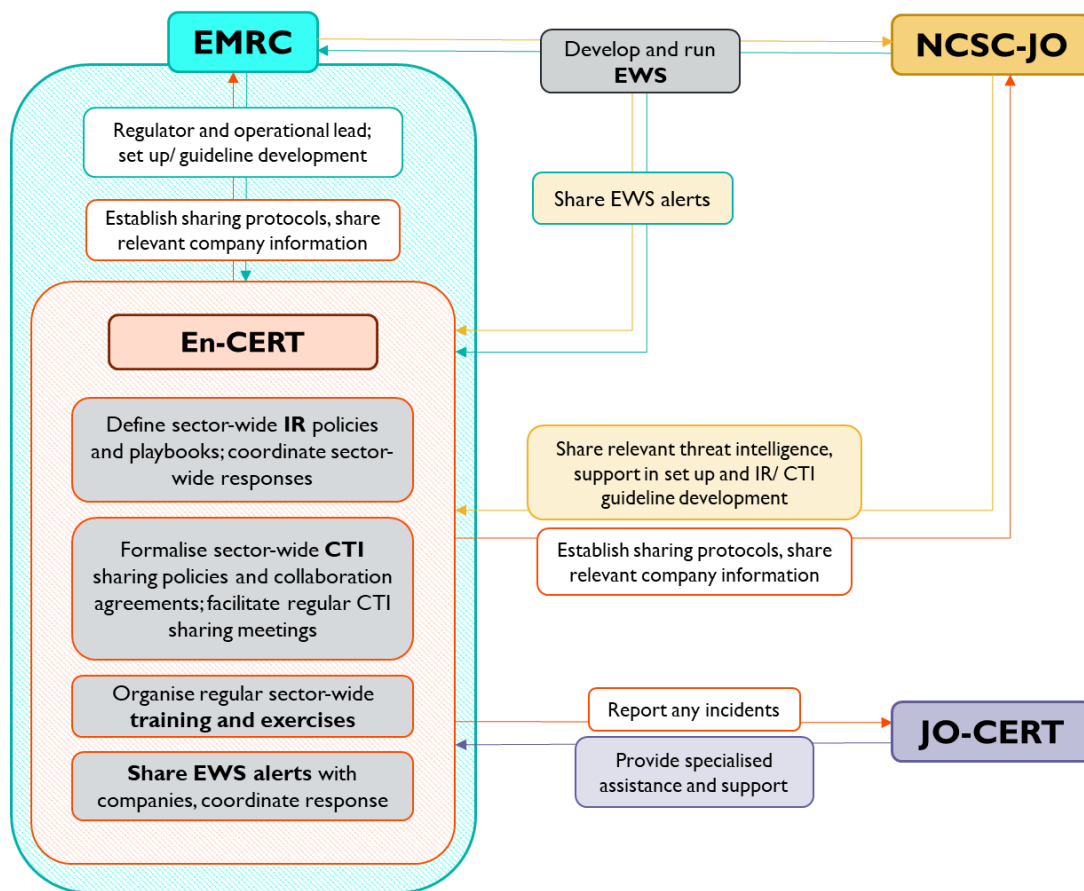 EMRC
Develop and run
EWS
NCSC-JO
Regulator and operational lead;
set up/ guideline development
Share EWS alerts
Establish sharing protocols, share
relevant company information
En-CERT
Define sector-wide IR policies
and playbooks; coordinate sector-
wide responses
Share relevant threat intelligence,
support in set up and IR/ CTI
guideline development
Formalise sector-wide CTI
sharing policies and collaboration
agreements; facilitate regular CTI
sharing meetings
Establish sharing protocols, share
relevant company information
Organise regular sector-wide
training and exercises
Report any incidents
JO-CERT
Share EWS alerts with
companies, coordinate response
Provide specialised
assistance and support